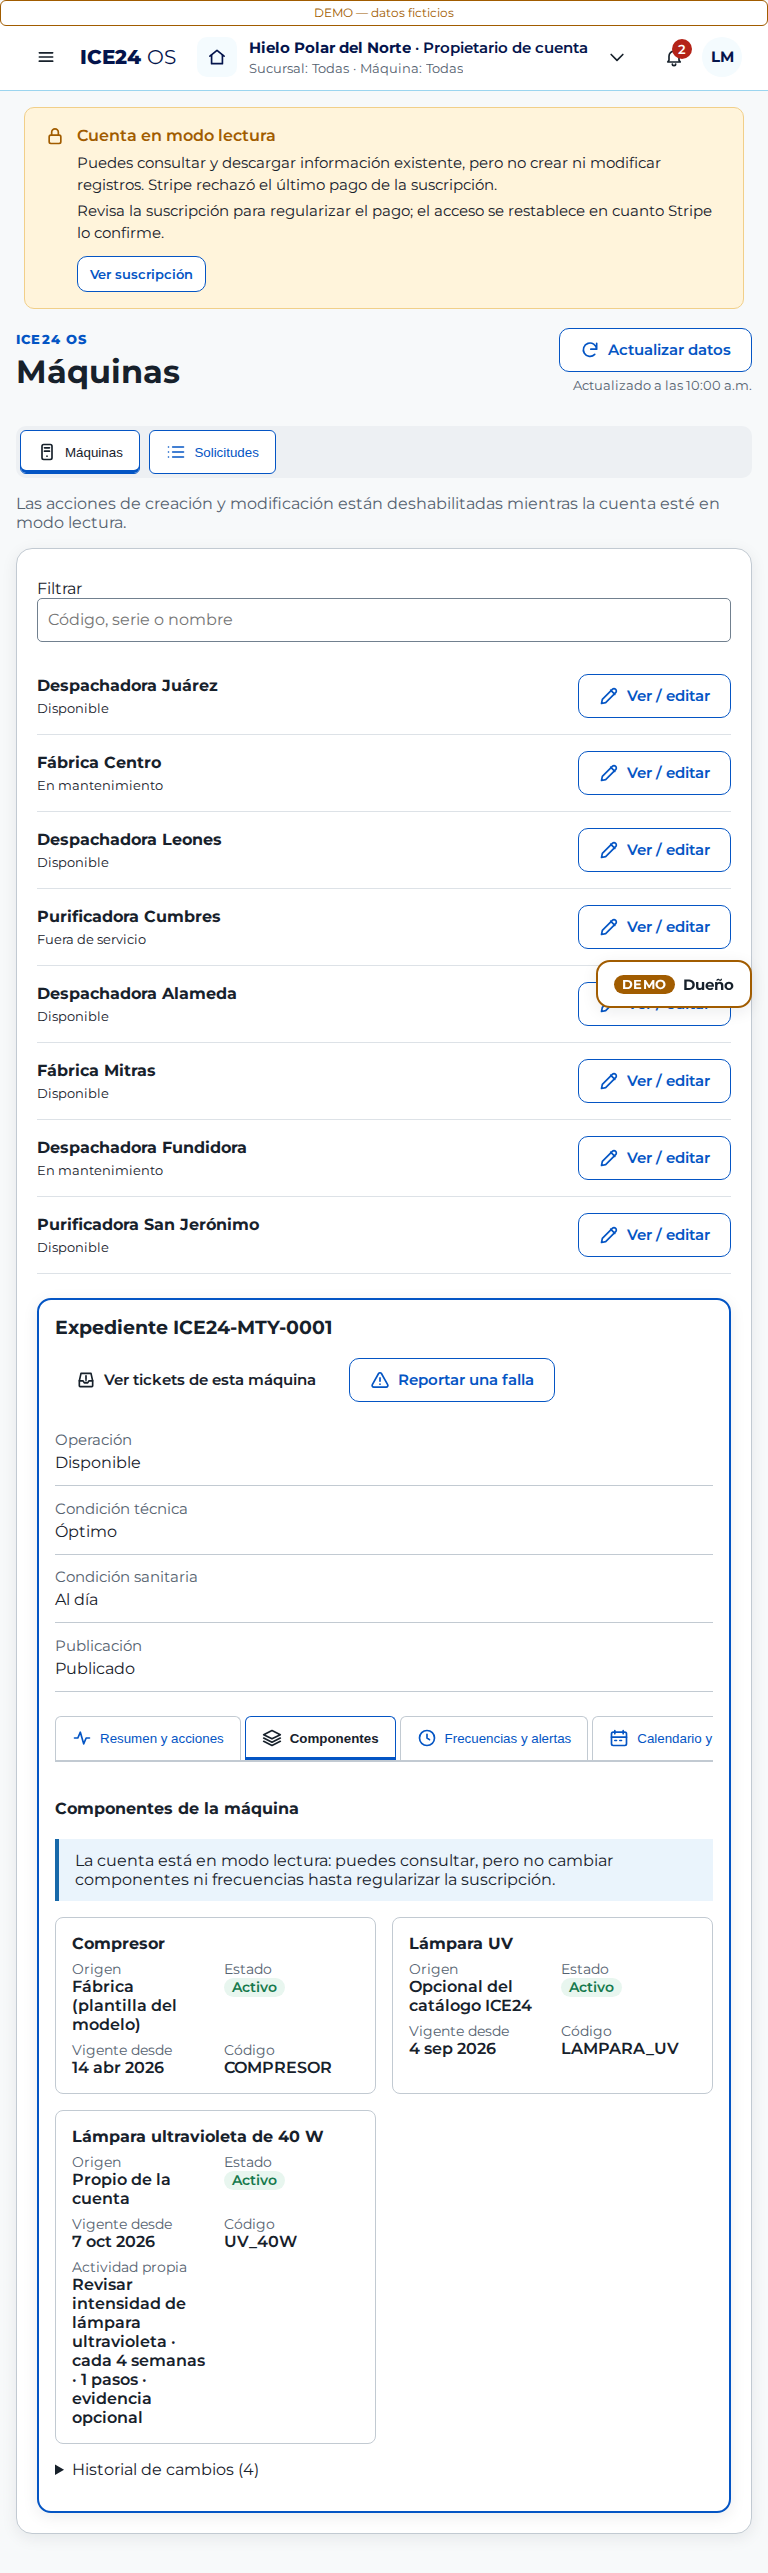 DEMO — datos ficticios
ICE24 OS
Hielo Polar del Norte · Propietario de cuenta
Sucursal: Todas · Máquina: Todas
2
LM
Cuenta en modo lectura
Puedes consultar y descargar información existente, pero no crear ni modificar
registros. Stripe rechazó el último pago de la suscripción.
Revisa la suscripción para regularizar el pago; el acceso se restablece en cuanto Stripe
lo confirme.
Ver suscripción
ICE24 OS
Máquinas
Actualizar datos
Actualizado a las 10:00 a.m.
Máquinas
Solicitudes
Las acciones de creación y modificación están deshabilitadas mientras la cuenta esté en
modo lectura.
Filtrar
Código, serie o nombre
Despachadora Juárez
Disponible
Ver / editar
Fábrica Centro
En mantenimiento
Ver / editar
Despachadora Leones
Disponible
Ver / editar
Purificadora Cumbres
Fuera de servicio
Ver / editar
DEMO Dueño
Despachadora Alameda
Disponible
Fábrica Mitras
Disponible
Ver / editar
Despachadora Fundidora
En mantenimiento
Ver / editar
Purificadora San Jerónimo
Disponible
Ver / editar
Expediente ICE24-MTY-0001
Ver tickets de esta máquina
Reportar una falla
Operación
Disponible
Condición técnica
Óptimo
Condición sanitaria
Al día
Publicación
Publicado
Resumen y acciones
Componentes
Frecuencias y alertas
Calendario y
Componentes de la máquina
La cuenta está en modo lectura: puedes consultar, pero no cambiar
componentes ni frecuencias hasta regularizar la suscripción.
Compresor
Origen
Fábrica
(plantilla del
modelo)
Estado
Activo
Vigente desde
14 abr 2026
Código
COMPRESOR
Lámpara UV
Origen
Opcional del
catálogo ICE24
Estado
Activo
Vigente desde
4 sep 2026
Código
LAMPARA_UV
Lámpara ultravioleta de 40 W
Origen
Propio de la
cuenta
Estado
Activo
Vigente desde
7 oct 2026
Código
UV_40W
Actividad propia
Revisar
intensidad de
lámpara
ultravioleta ·
cada 4 semanas
· 1 pasos ·
evidencia
opcional
Historial de cambios (4)